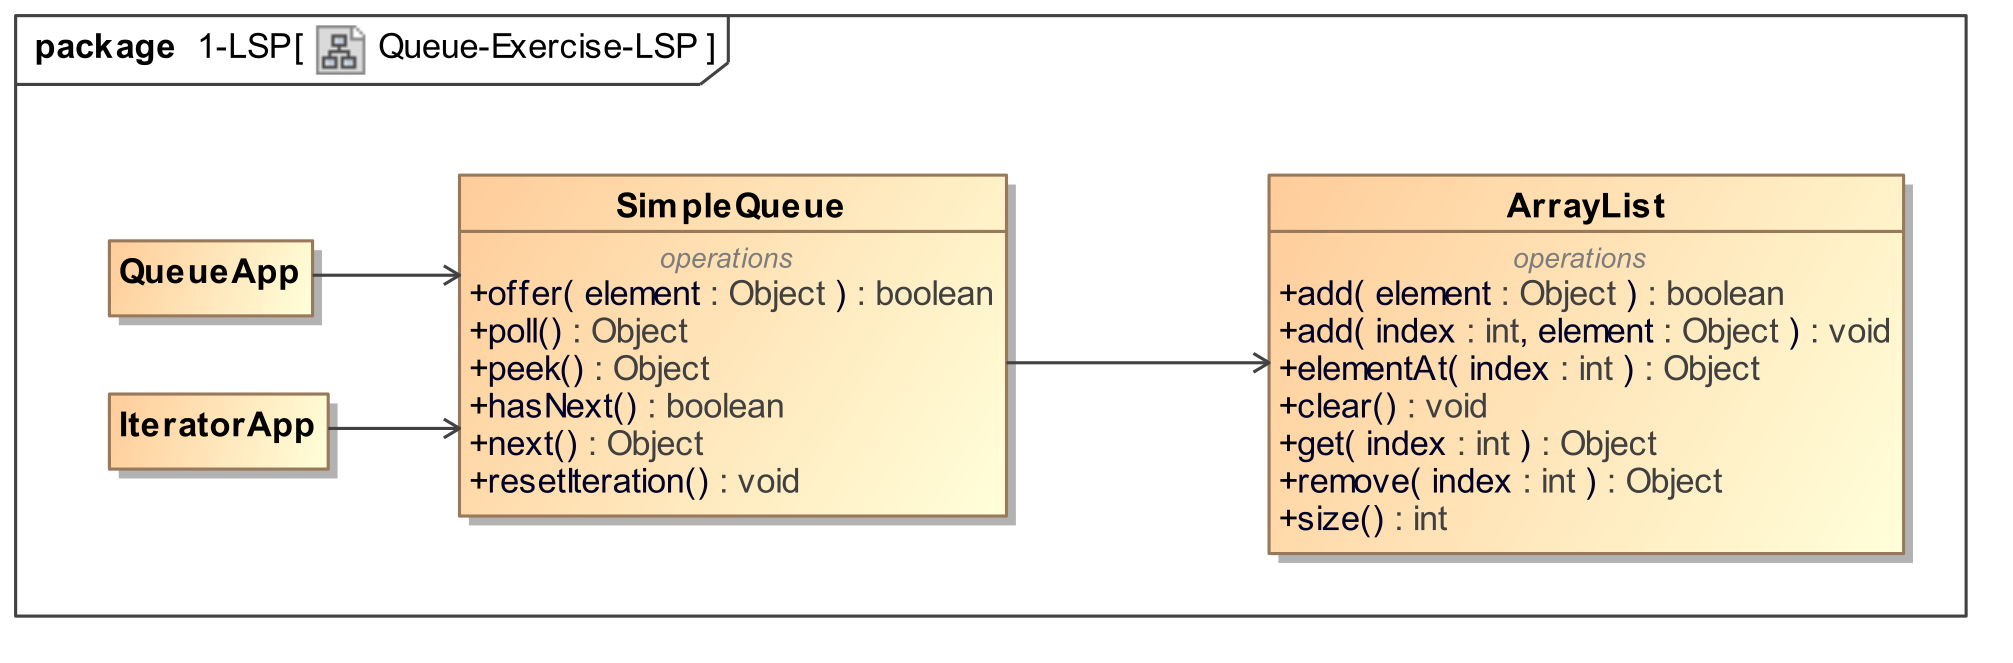 package 1-LSP[ Queue-Exercise-LSP ]
QueueApp
IteratorApp
SimpleQueue
operations
+offer( element : Object ) : boolean
+poll() : Object
+peek() : Object
+hasNext() : boolean
+next() : Object
+resetIteration() : void
ArrayList
operations
+add( element : Object ) : boolean
+add( index : int, element : Object ) : void
+elementAt( index : int ) : Object
+clear() : void
+get( index : int ) : Object
+remove( index : int ) : Object
+size() : int